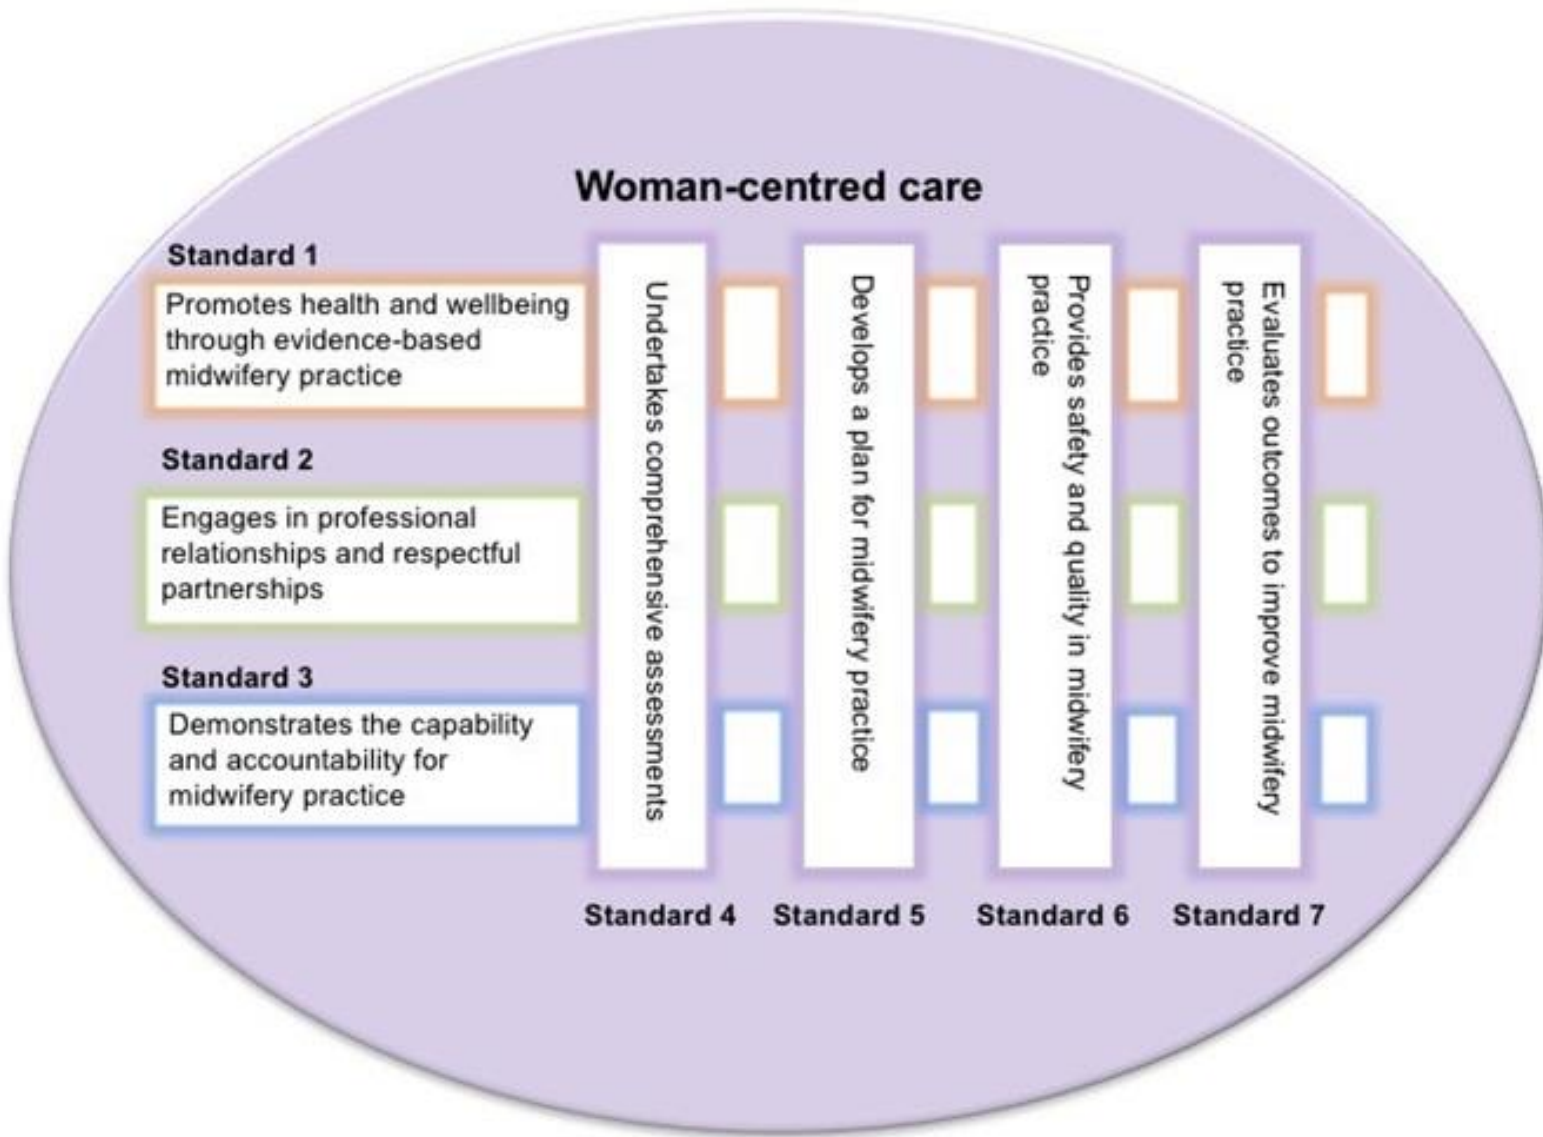 Woman-centred care
Standard 1
Promotes health and wellbeing
through evidence-based
midwifery practice
Standard 2
Engages in professional
relationships and respectful
partnerships
Standard 3
Demonstrates the capability
and accountability for
midwifery practice
Undertakes comprehensive assessments
Develops a plan for midwifery practice
Provides safety and quality in midwifery
practice
Evaluates outcomes to improve midwifery
practice
Standard 4
Standard 5
Standard 6
Standard 7